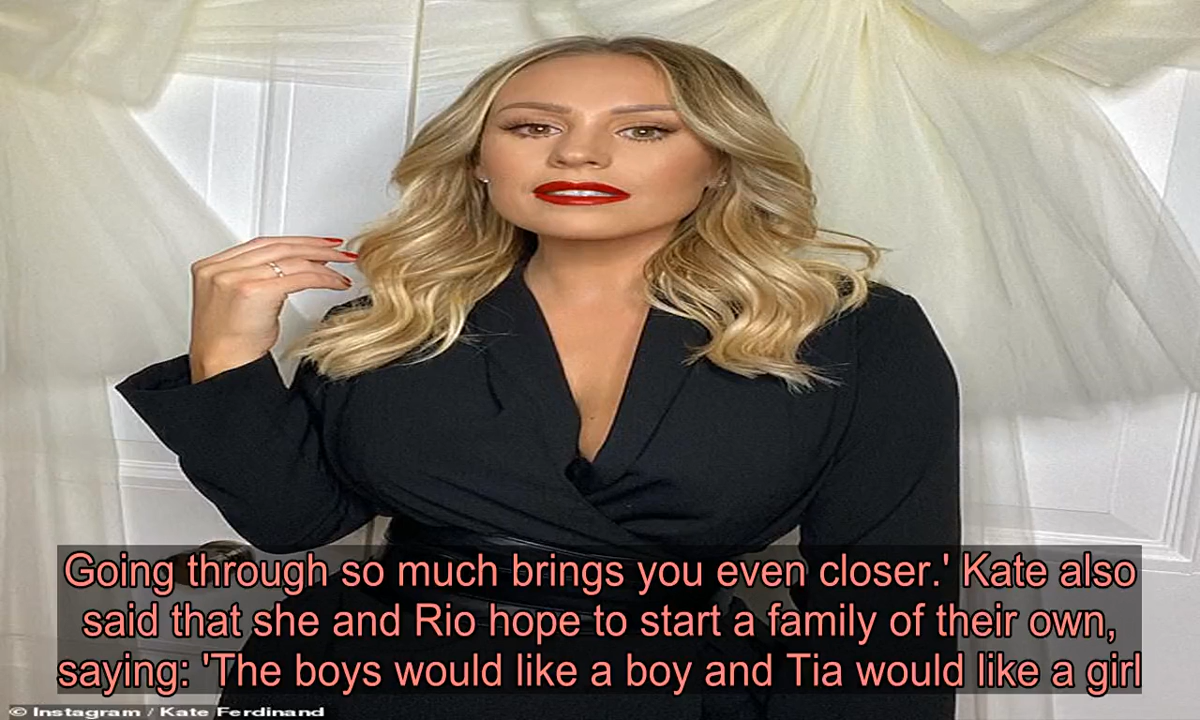 Going through so much brings you even closer.' Kate also
said that she and Rio hope to start a family of their own,
saying: 'The boys would like a boy and Tia would like a girl
© Instagram / Kate Ferdinand